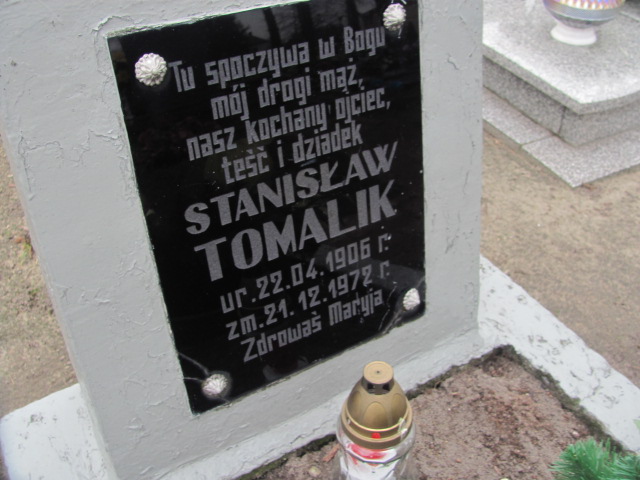 Tu spoczywa w Bogu
mój drogi mąż,
nasz kochany ojciec,
teść i dziadek
STANISŁAW
TOMALIK
ur. 22.04.1906 r.
zm. 21.12.1972 r.
Zdrowaś Maryja